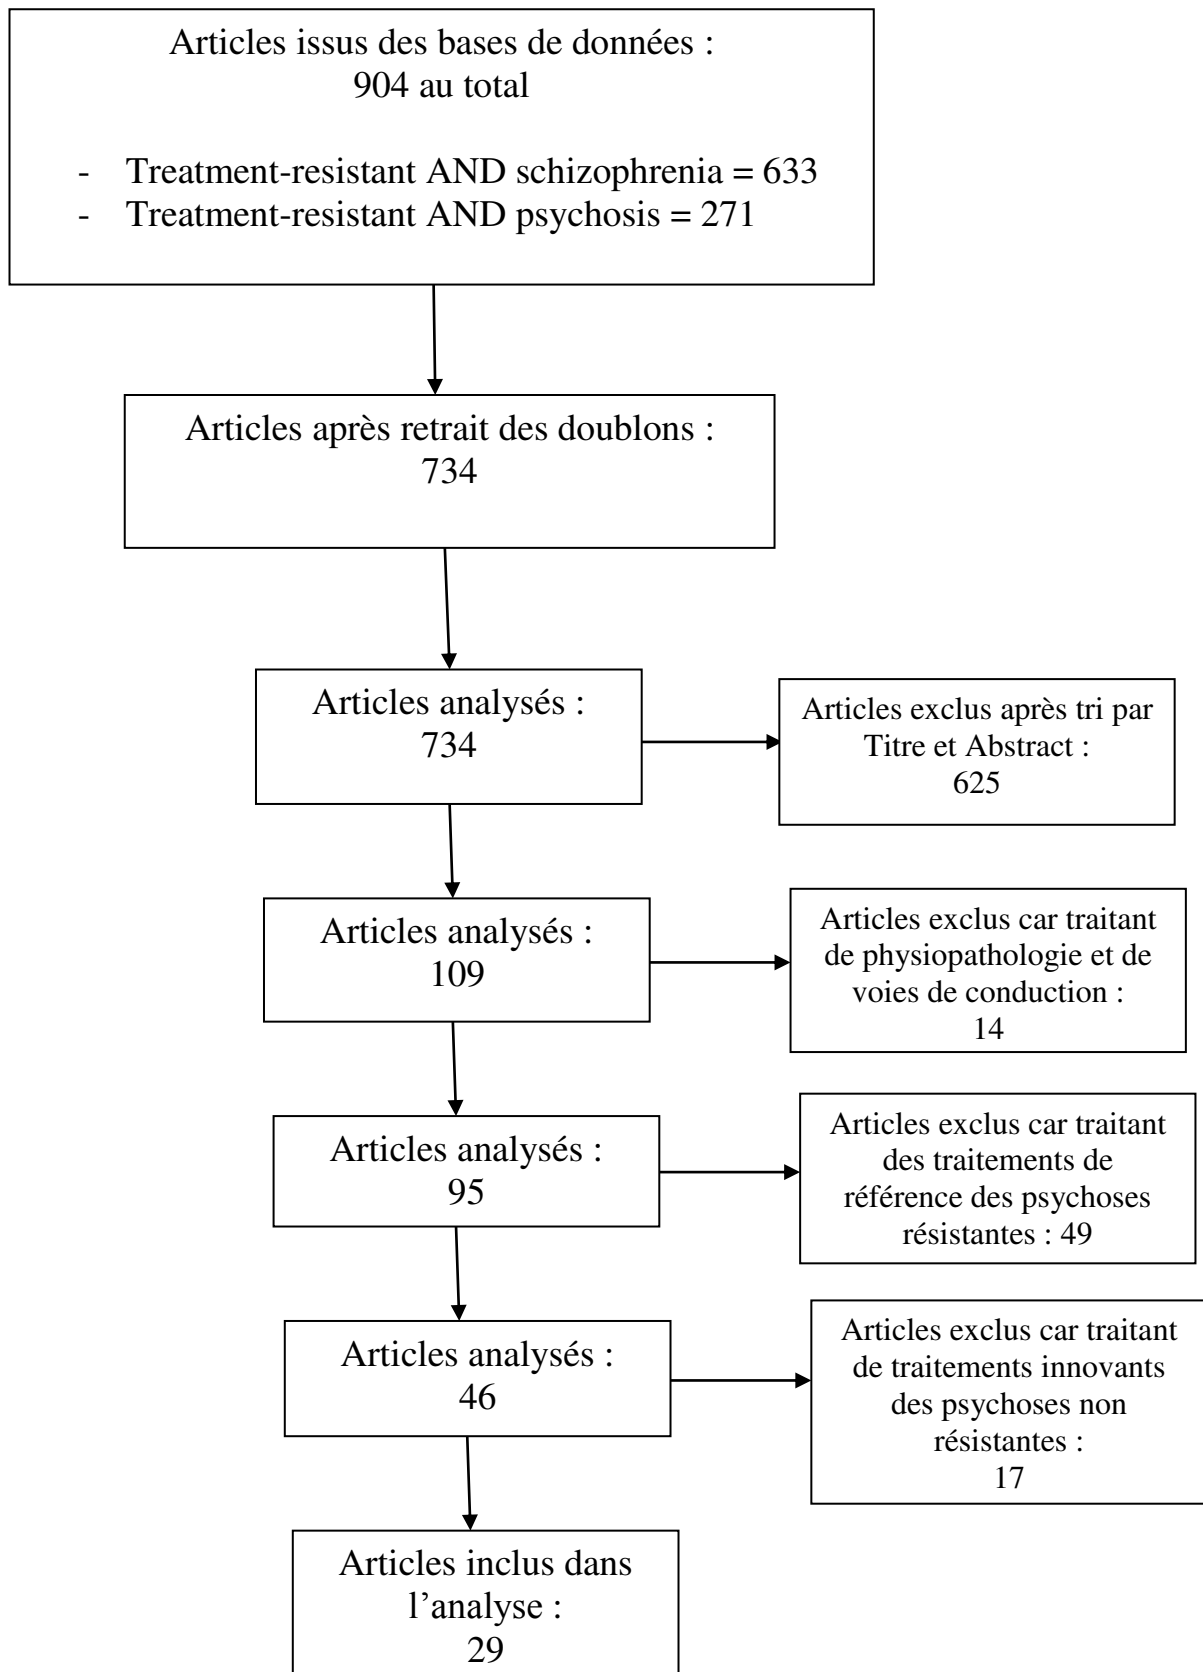 Articles issus des bases de données :
904 au total
- Treatment-resistant AND schizophrenia = 633
- Treatment-resistant AND psychosis = 271
Articles après retrait des doublons :
734
Articles analysés :
734
Articles exclus après tri par
Titre et Abstract :
625
Articles analysés :
109
Articles exclus car traitant
de physiopathologie et de
voies de conduction :
14
Articles analysés :
95
Articles exclus car traitant
des traitements de
référence des psychoses
résistantes : 49
Articles analysés :
46
Articles exclus car traitant
de traitements innovants
des psychoses non
résistantes :
17
Articles inclus dans
l’analyse :
29